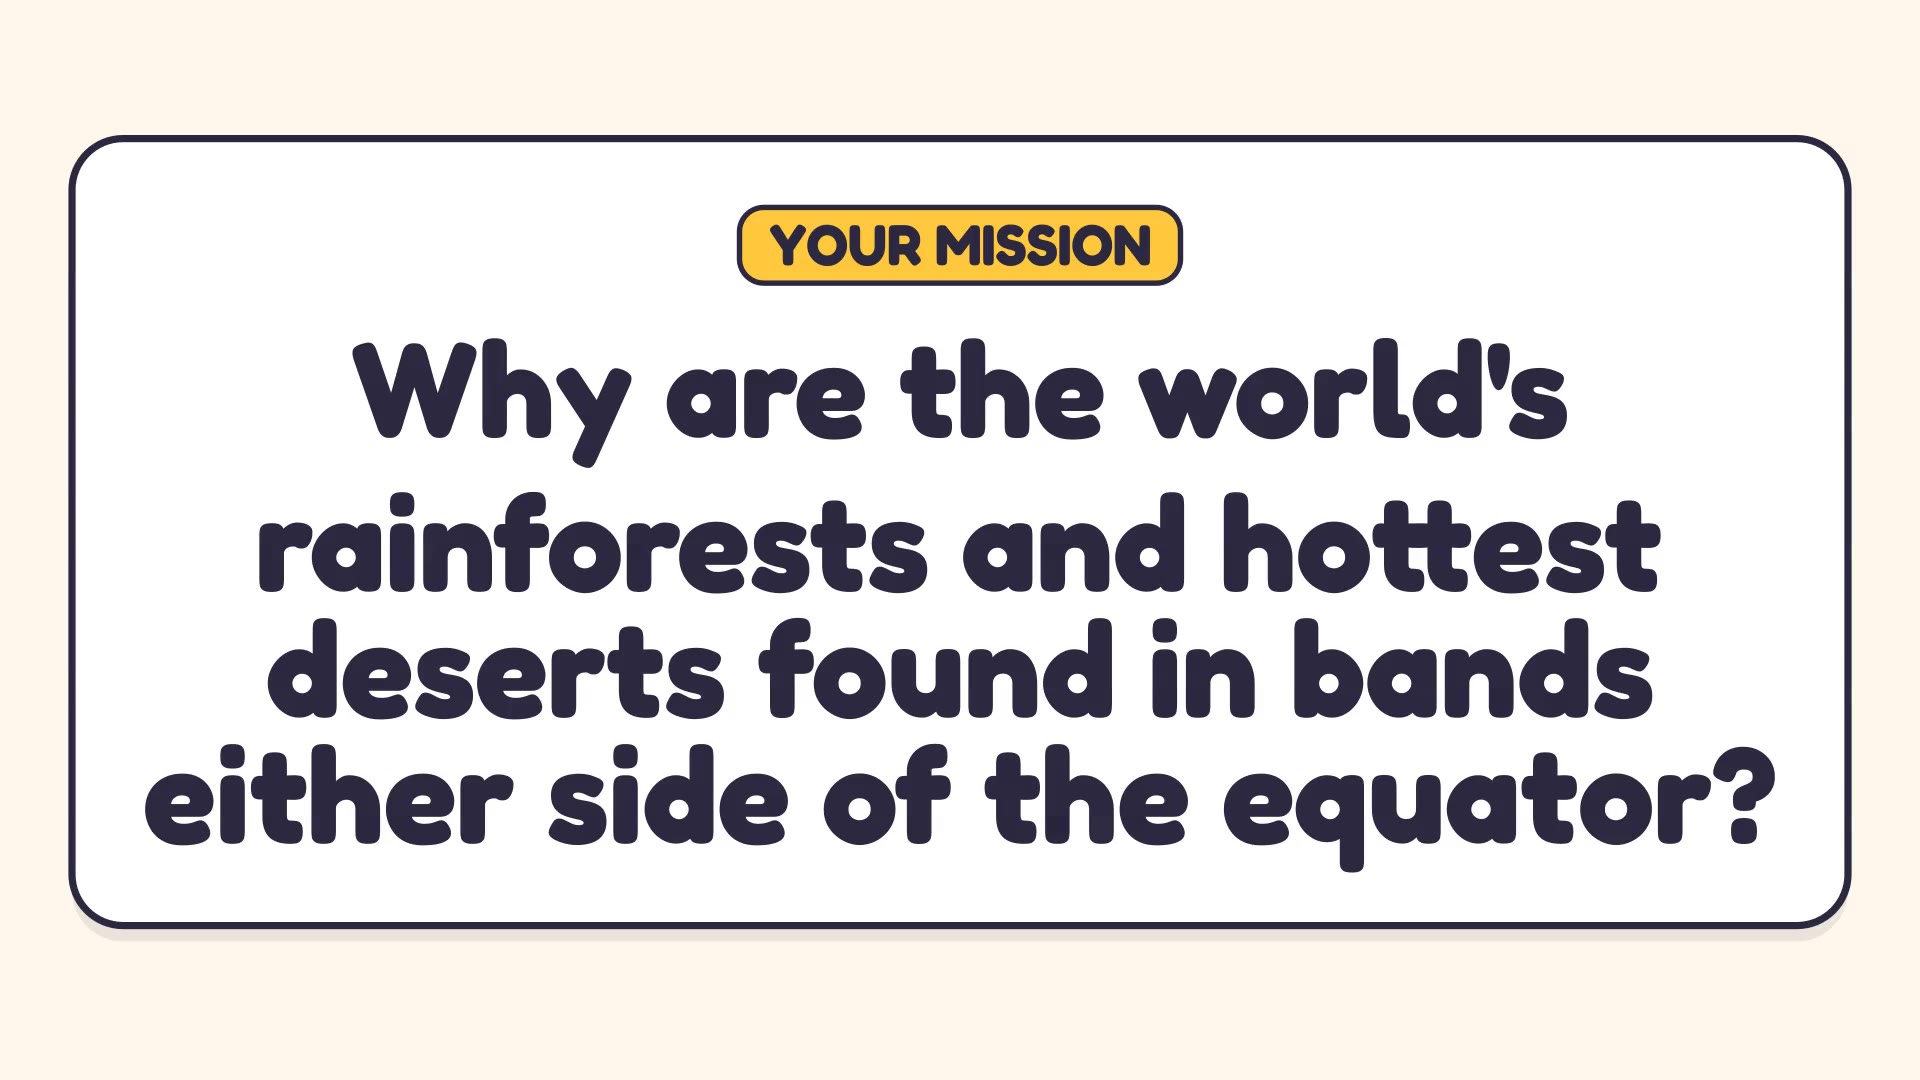 YOUR MISSION
Why are the world's
rainforests and hottest
deserts found in bands
either side of the equator?